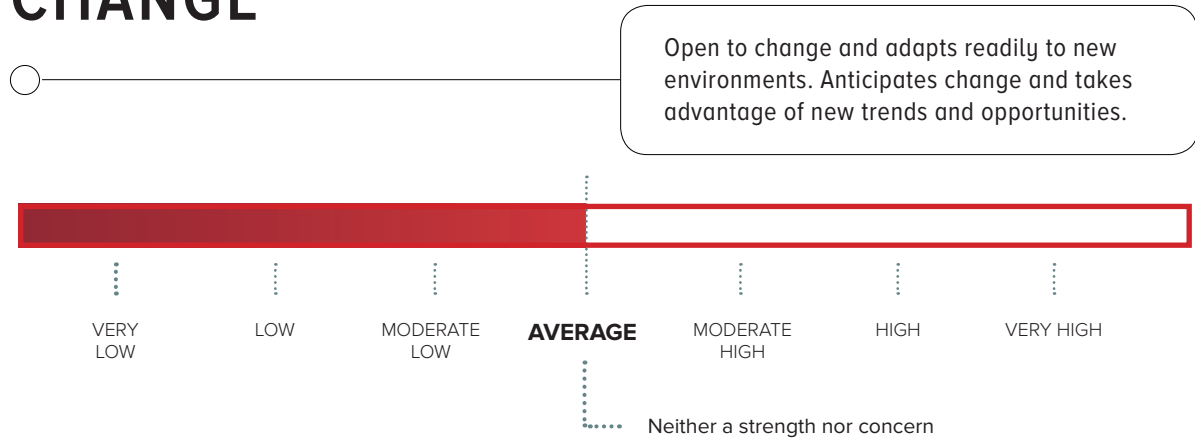 CHANGE
Open to change and adapts readily to new
environments. Anticipates change and takes
advantage of new trends and opportunities.
VERY
LOW
LOW
MODERATE
LOW
AVERAGE
MODERATE
HIGH
HIGH
VERY HIGH
Neither a strength nor concern